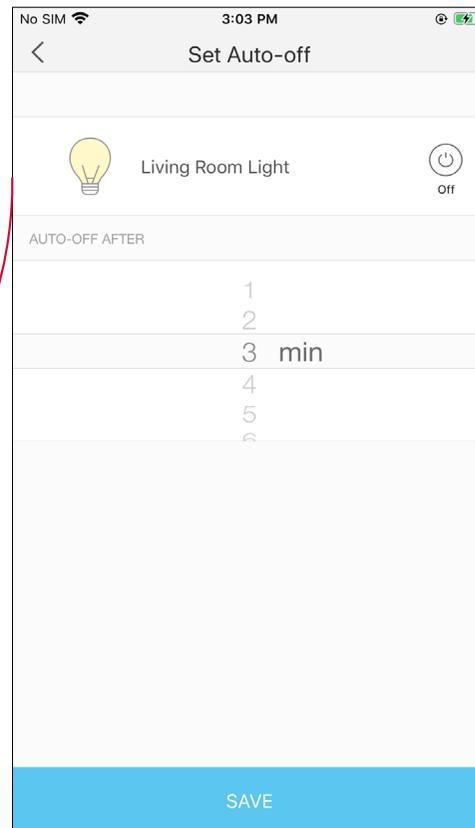 No SIM 3:03 PM
Set Auto-off
Living Room Light
Off
AUTO-OFF AFTER
1
2
3 min
4
5
6
SAVE